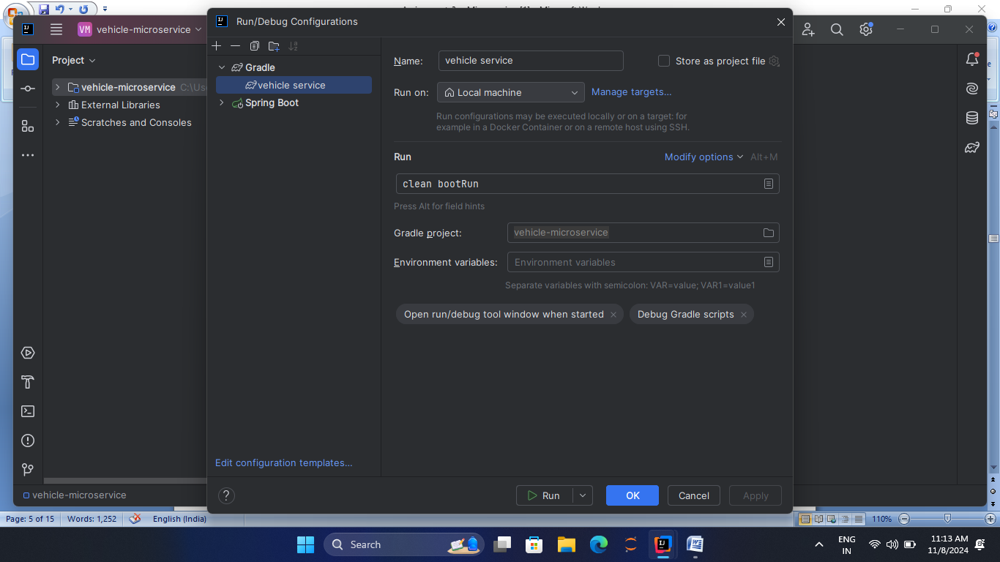 Run/Debug Configurations
VM vehicle-microservice
Project
Gradle
Name:
vehicle service
Store as project file
vehicle-microservice
vehicle service
Run on:
Local machine
Manage targets...
External Libraries
Spring Boot
Run configurations may be executed locally or on a target: for
example in a Docker Container or on a remote host using SSH.
Scratches and Consoles
Run
Modify options
Alt+M
clean bootRun
Press Alt for field hints
Gradle project:
vehicle-microservice
Environment variables:
Environment variables
Separate variables with semicolon: VAR=value; VAR1=value1
Open run/debug tool window when started
Debug Gradle scripts
Edit configuration templates...
vehicle-microservice
?
Run
OK
Cancel
Apply
Page: 5 of 15
Words: 1,252
English (India)
110%
Search
ENG
IN
11:13 AM
11/8/2024